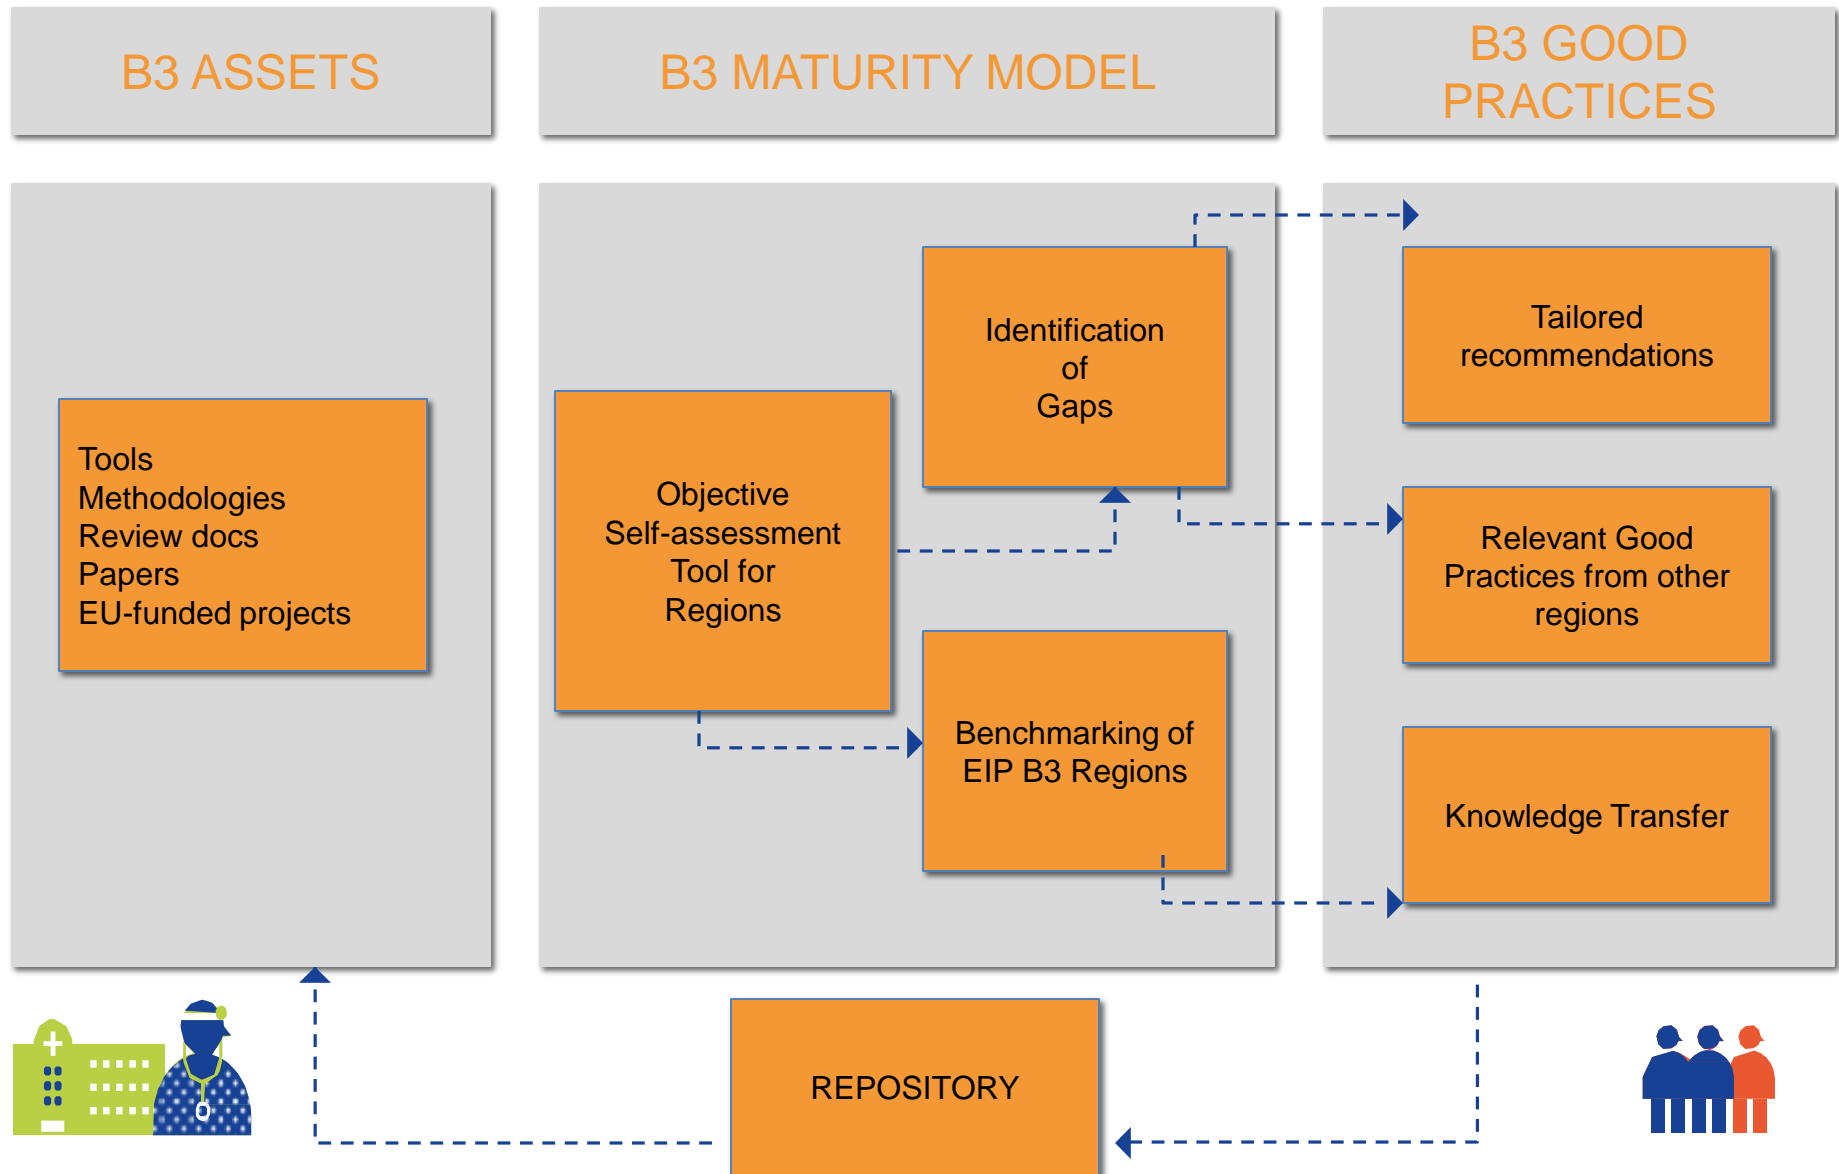 B3 ASSETS
B3 MATURITY MODEL
B3 GOOD
PRACTICES
Tools
Methodologies
Review docs
Papers
EU-funded projects
Objective
Self-assessment
Tool for
Regions
Identification
of
Gaps
Benchmarking of
EIP B3 Regions
Tailored
recommendations
Relevant Good
Practices from other
regions
Knowledge Transfer
REPOSITORY